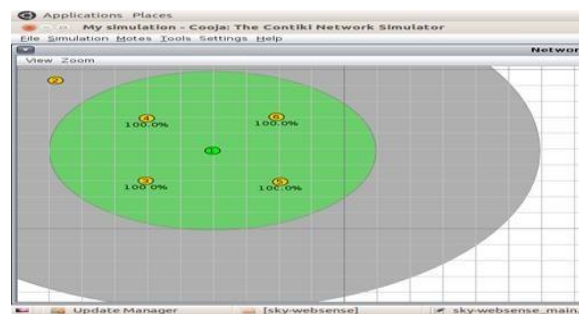 Applications Places
My simulation - Cooja: The Contiki Network Simulator
File Simulation Motes Tools Settings Help
Networ
View Zoom
2
4
6
100.0%
100.0%
1
3
5
100.0%
100.0%
Update Manager
[sky-websense]
sky-websense_main